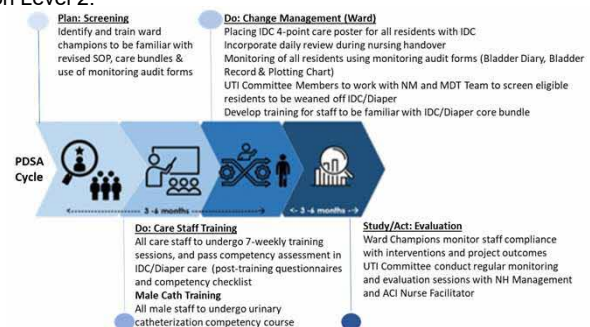 on Level 2.
Plan: Screening
Identify and train ward
champions to be familiar with
revised SOP, care bundles &
use of monitoring audit forms
Do: Change Management (Ward)
Placing IDC 4-point care poster for all residents with IDC
Incorporate daily review during nursing handover
Monitoring of all residents using monitoring audit forms (Bladder Diary, Bladder
Record & Plotting Chart)
UTI Committee Members to work with NM and MDT Team to screen eligible
residents to be weaned off IDC/Diaper
Develop training for staff to be familiar with IDC/Diaper core bundle
PDSA
Cycle
3 -6 months
3 -6 months
Do: Care Staff Training
All care staff to undergo 7-weekly training
sessions, and pass competency assessment in
IDC/Diaper care (post-training questionnaires
and competency checklist
Male Cath Training
All male staff to undergo urinary
catheterization competency course
Study/Act: Evaluation
Ward Champions monitor staff compliance
with interventions and project outcomes
UTI Committee conduct regular monitoring
and evaluation sessions with NH Management
and ACI Nurse Facilitator